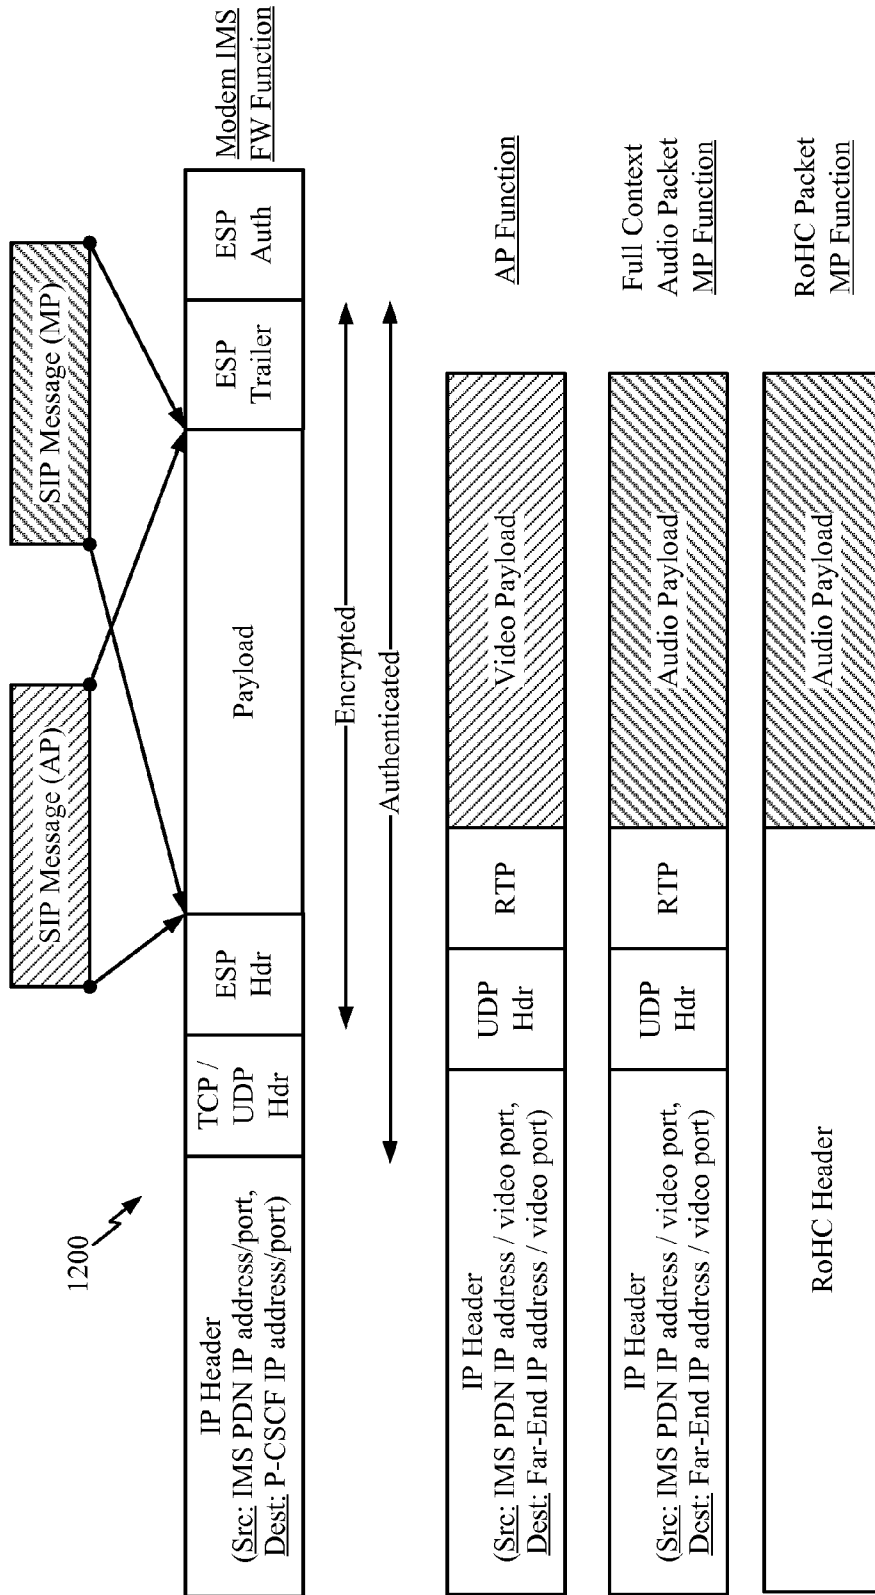 1200
SIP Message (AP)
SIP Message (MP)
IP Header
(Src: IMS PDN IP address/port,
Dest: P-CSCF IP address/port)
TCP /
UDP
Hdr
ESP
Hdr
Payload
ESP
Trailer
ESP
Auth
Modem IMS
FW Function
Encrypted
Authenticated
IP Header
(Src: IMS PDN IP address / video port,
Dest: Far-End IP address / video port)
UDP
Hdr
RTP
Video Payload
AP Function
IP Header
(Src: IMS PDN IP address / video port,
Dest: Far-End IP address / video port)
UDP
Hdr
RTP
Audio Payload
Full Context
Audio Packet
MP Function
RoHC Header
Audio Payload
RoHC Packet
MP Function